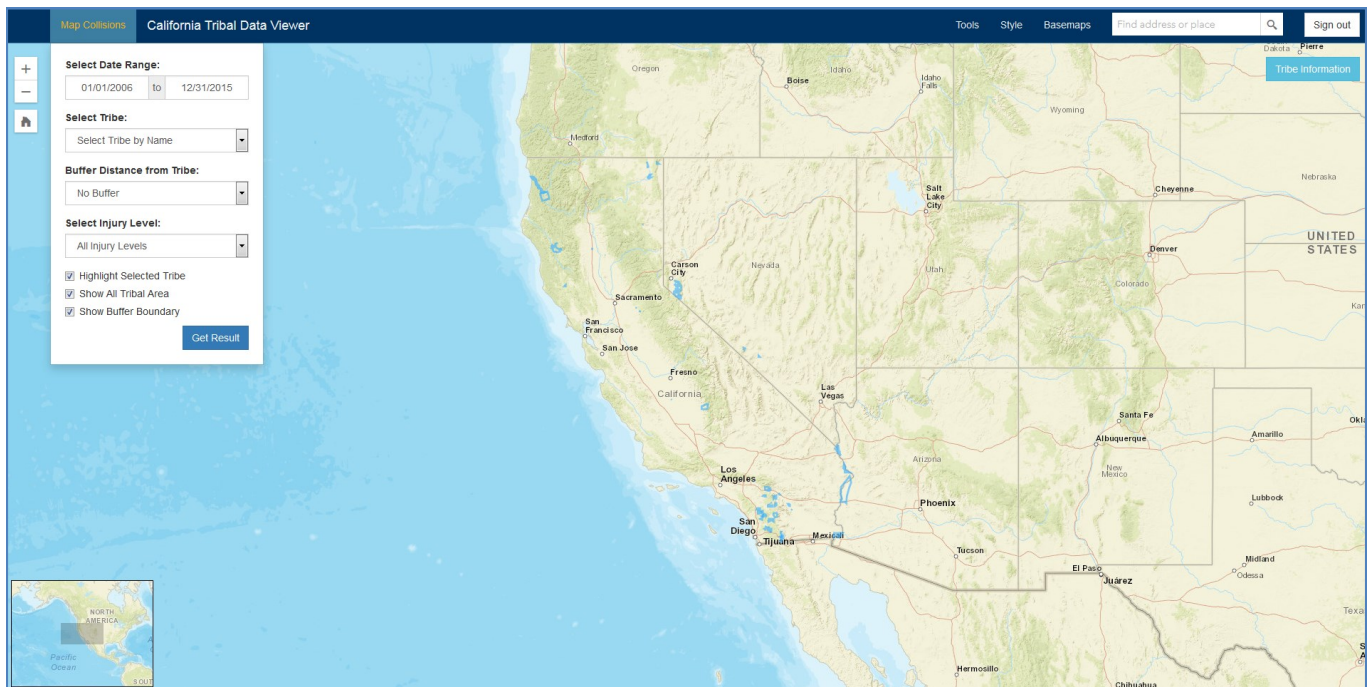 Map Collisions
California Tribal Data Viewer
Tools
Style
Basemaps
Find address or place
Sign out
Select Date Range:
01/01/2006 to 12/31/2015
Select Tribe:
Select Tribe by Name
Buffer Distance from Tribe:
No Buffer
Select Injury Level:
All Injury Levels
Highlight Selected Tribe
Show All Tribal Area
Show Buffer Boundary
Get Result
Tribe Information
Dakota
Pierre
Oregon
Idaho
Boise
Idaho
Falls
Wyoming
Medford
Nebraska
Salt
Lake
City
Cheyenne
UNITED
STATES
Carson
City
Nevada
Utah
Denver
Colorado
Sacramento
San
Francisco
San Jose
Fresno
California
Las
Vegas
Santa Fe
Albuquerque
Amarillo
Arizona
New
Mexico
Los
Angeles
Phoenix
Lubbock
San
Diego
Tijuana
Mexicali
Tucson
El Paso
Juárez
Midland
Odessa
Hermosillo
Chihuahua
NORTH
AMERICA
Pacific
Ocean